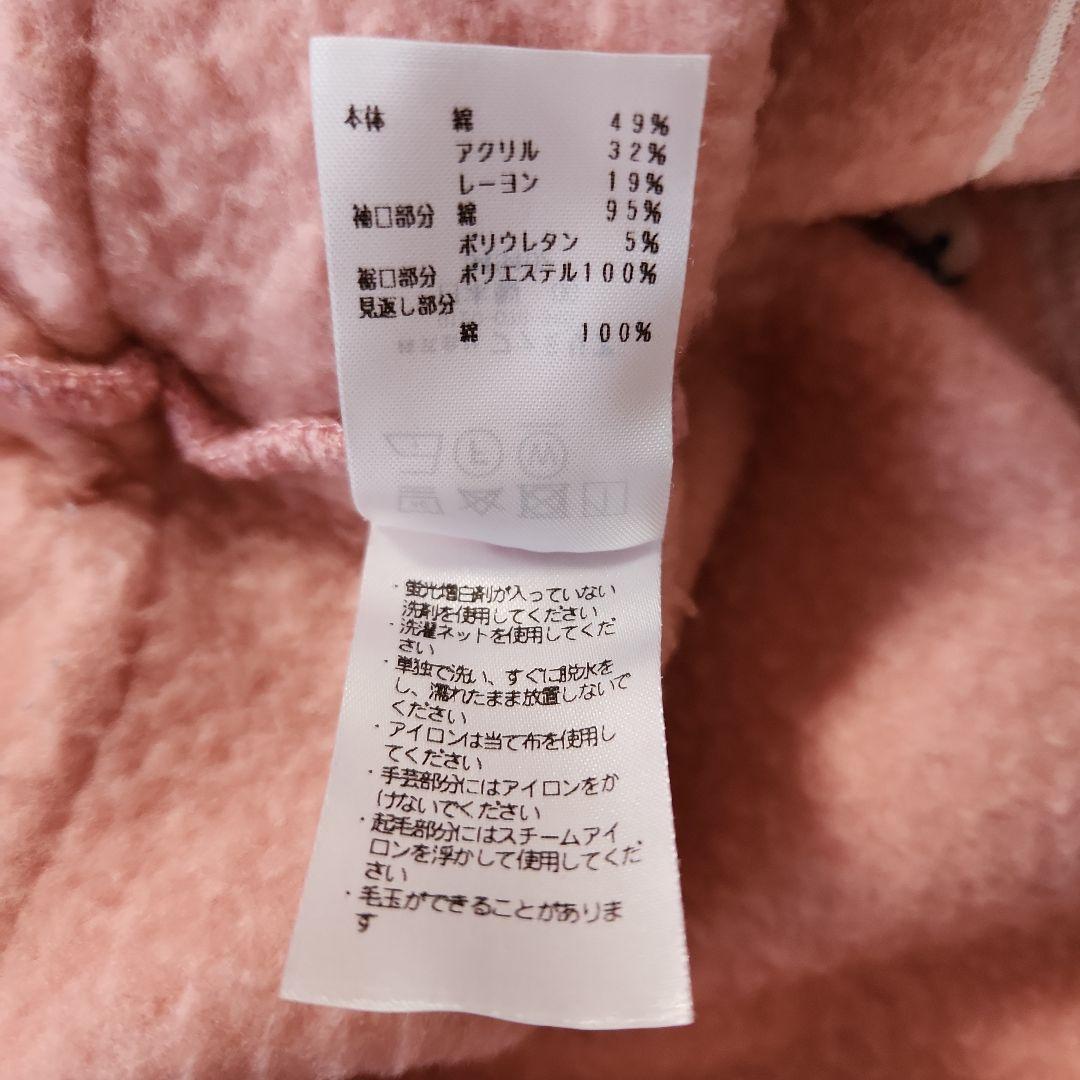 本体 綿 49%
アクリル 32%
レーヨン 19%
袖口部分 綿 95%
ポリウレタン 5%
裾口部分 ポリエステル100%
見返し部分
綿 100%
・蛍光増白剤が入っていない
洗剤を使用してください
・洗濯ネットを使用してくだ
さい
・単独で洗い、すぐに脱水を
し、濡れたまま放置しないで
ください
・アイロンは当て布を使用し
てください
・手芸部分にはアイロンをか
けないでください
・起毛部分にはスチームアイ
ロンを浮かして使用してくだ
さい
・毛玉ができることがありま
す